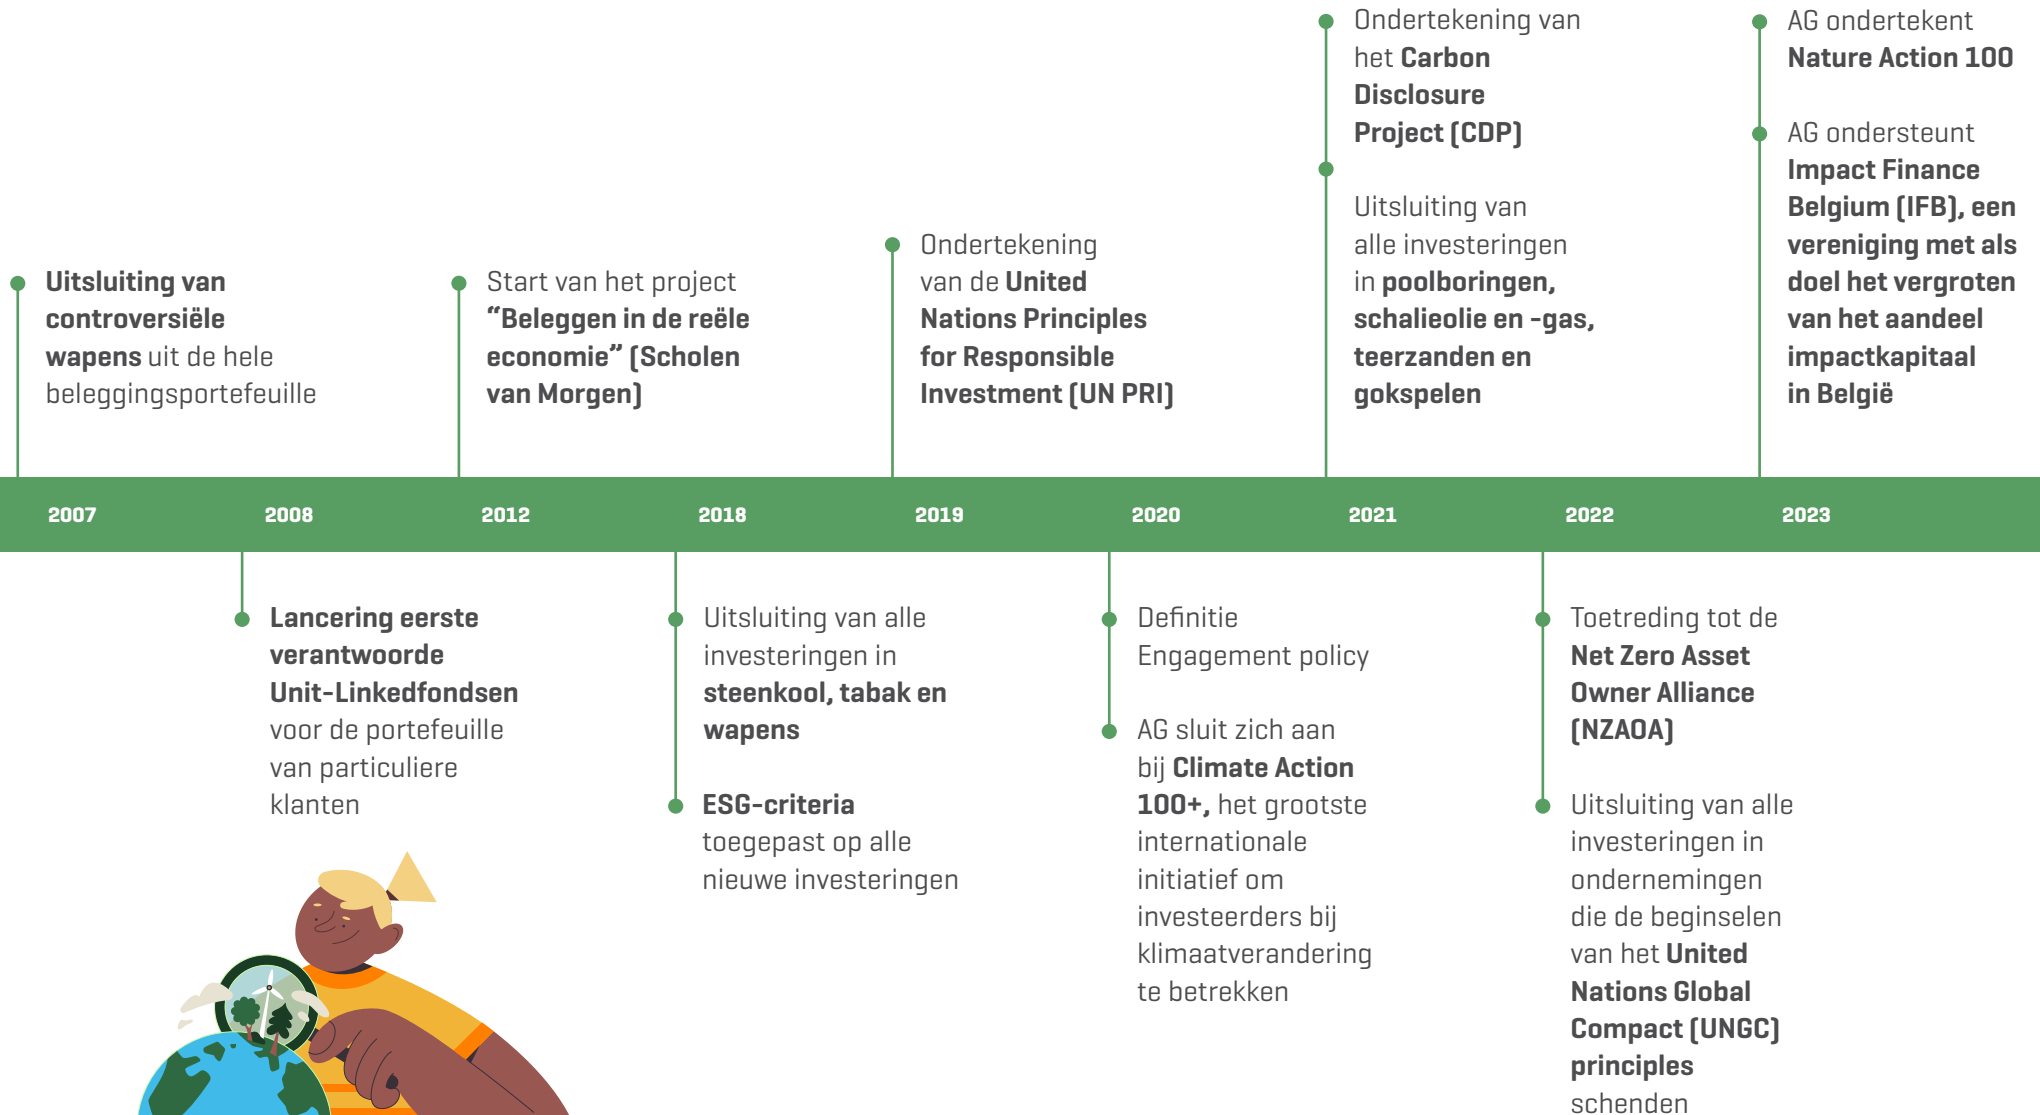 Uitsluiting van
controversiële
wapens uit de hele
beleggingsportefeuille
Start van het project
“Beleggen in de reële
economie” (Scholen
van Morgen)
Ondertekening
van de United
Nations Principles
for Responsible
Investment (UN PRI)
Ondertekening van
het Carbon
Disclosure
Project (CDP)
Uitsluiting van
alle investeringen
in poolboringen,
schalieolie en -gas,
teerzanden en
gokspelen
AG ondertekent
Nature Action 100
AG ondersteunt
Impact Finance
Belgium (IFB), een
vereniging met als
doel het vergroten
van het aandeel
impactkapitaal
in België
2007 2008 2012 2018 2019 2020 2021 2022 2023
Lancering eerste
verantwoorde
Unit-Linkedfondsen
voor de portefeuille
van particuliere
klanten
Uitsluiting van alle
investeringen in
steenkool, tabak en
wapens
ESG-criteria
toegepast op alle
nieuwe investeringen
Definitie
Engagement policy
AG sluit zich aan
bij Climate Action
100+, het grootste
internationale
initiatief om
investeerders bij
klimaatverandering
te betrekken
Toetreding tot de
Net Zero Asset
Owner Alliance
(NZAOA)
Uitsluiting van alle
investeringen in
ondernemingen
die de beginselen
van het United
Nations Global
Compact (UNGC)
principles
schenden